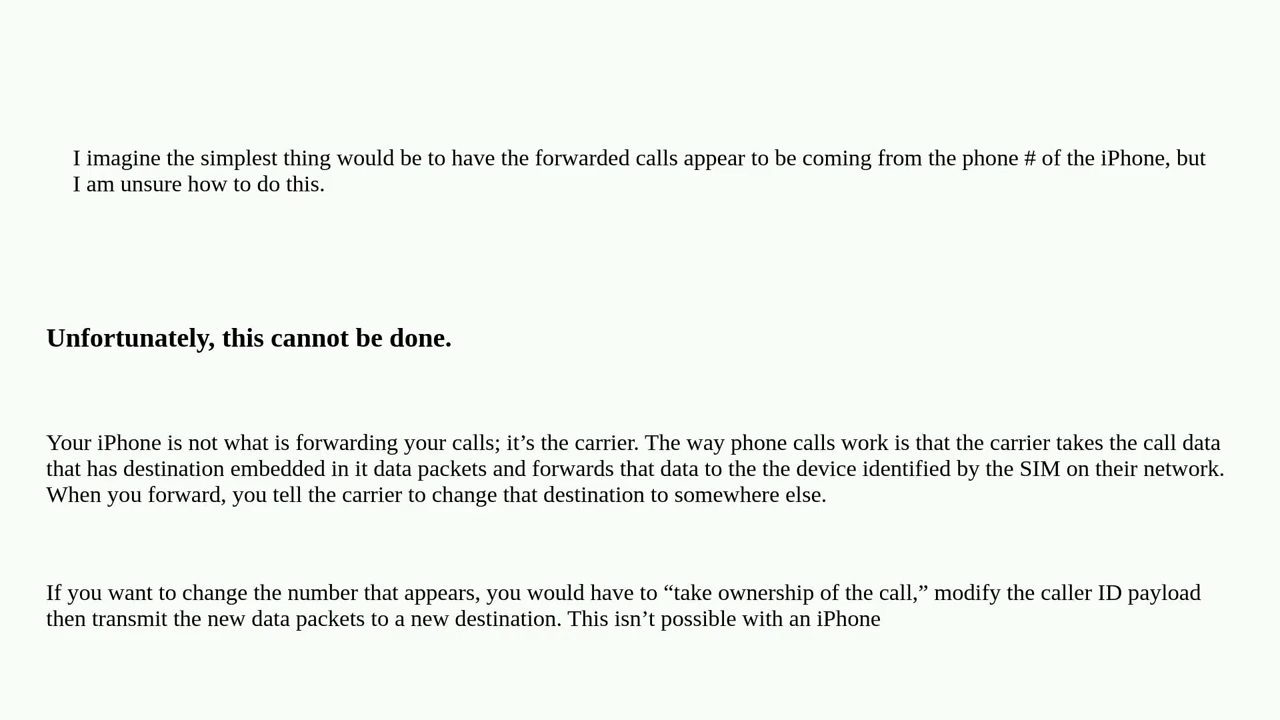 I imagine the simplest thing would be to have the forwarded calls appear to be coming from the phone # of the iPhone, but
I am unsure how to do this.
Unfortunately, this cannot be done.
Your iPhone is not what is forwarding your calls; it’s the carrier. The way phone calls work is that the carrier takes the call data
that has destination embedded in it data packets and forwards that data to the the device identified by the SIM on their network.
When you forward, you tell the carrier to change that destination to somewhere else.
If you want to change the number that appears, you would have to “take ownership of the call,” modify the caller ID payload
then transmit the new data packets to a new destination. This isn’t possible with an iPhone